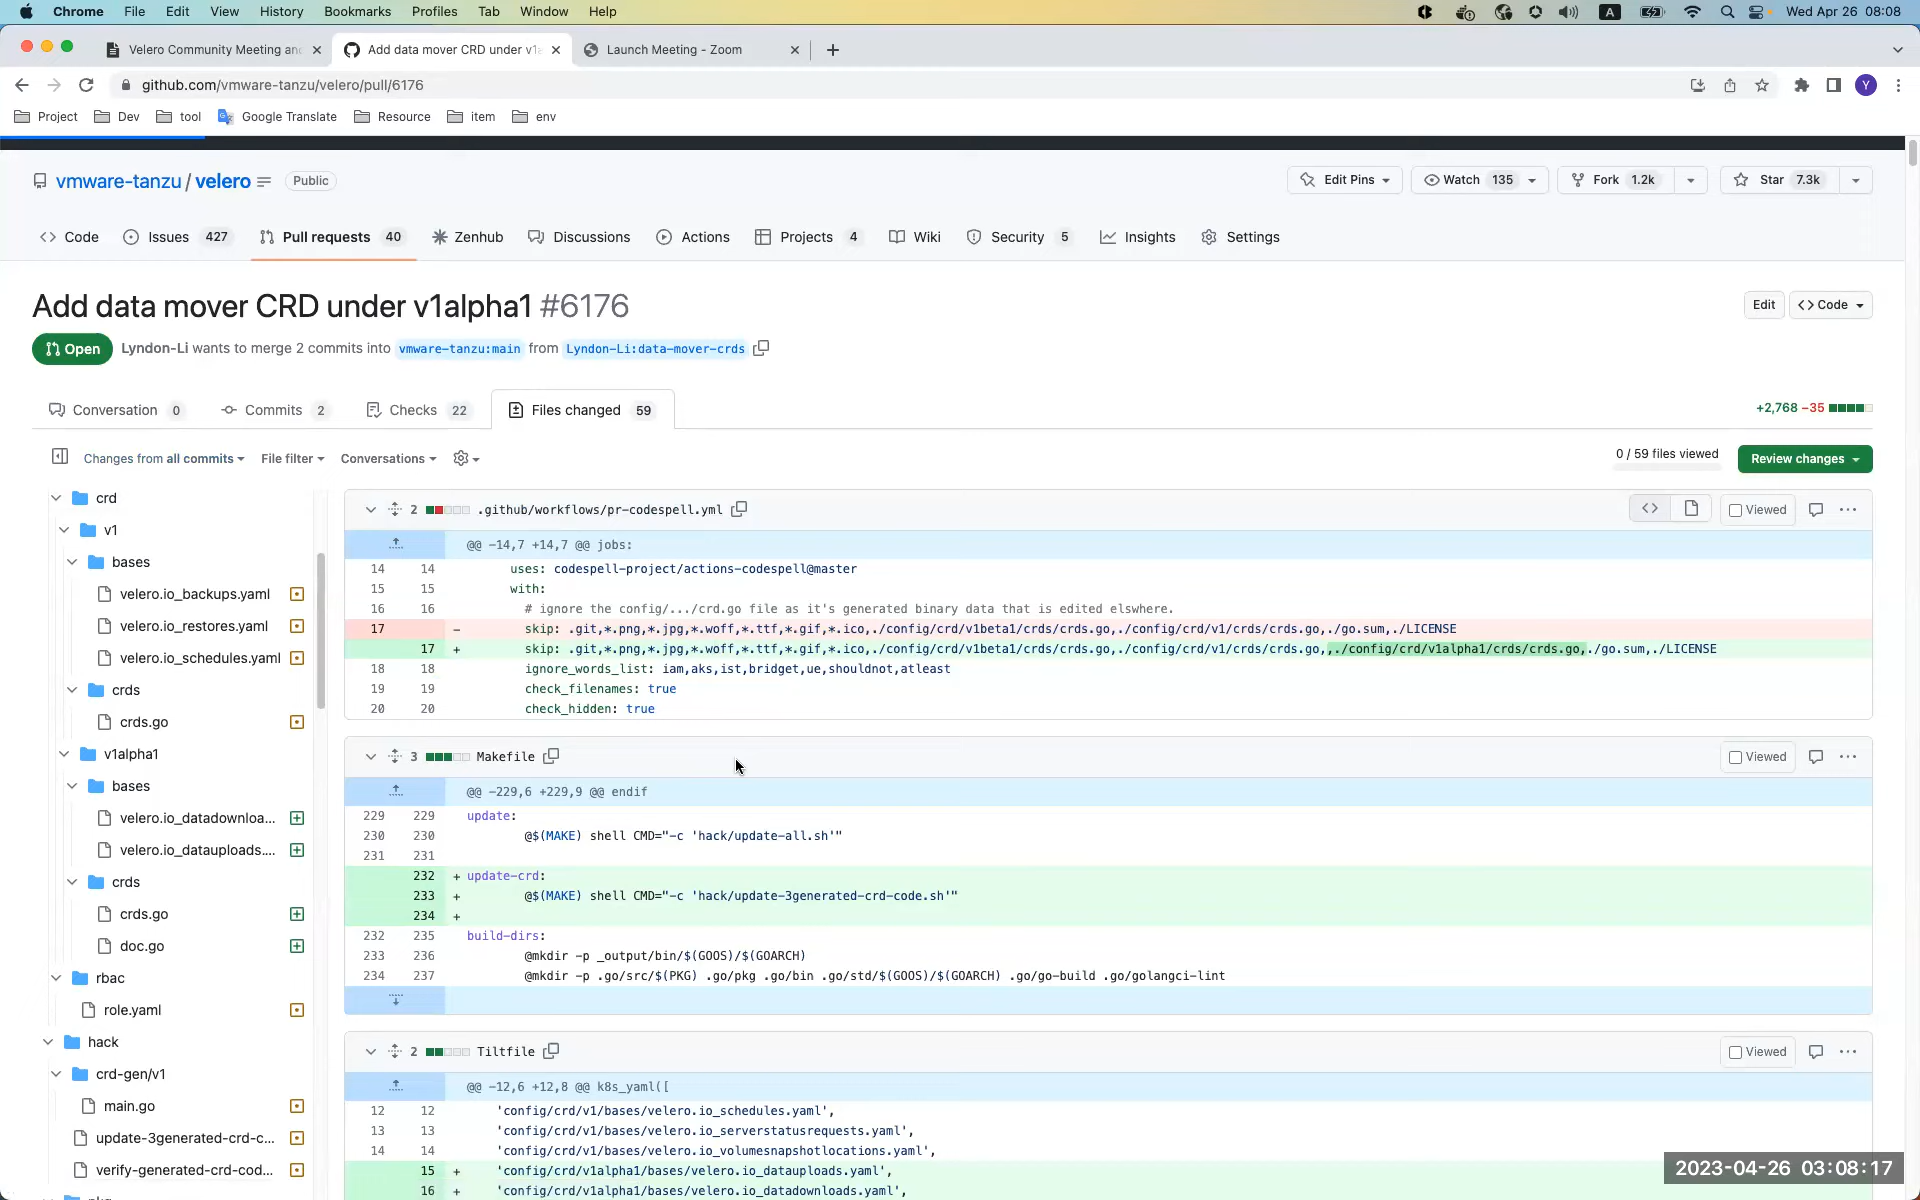 Chrome File Edit View History Bookmarks Profiles Tab Window Help A Wed Apr 26 08:08
Velero Community Meeting an Add data mover CRD under v1a Launch Meeting - Zoom
github.com/vmware-tanzu/velero/pull/6176 Y
Project Dev tool Google Translate Resource item env
vmware-tanzu / velero Public Edit Pins Watch 135 Fork 1.2k Star 7.3k
Code Issues 427 Pull requests 40 Zenhub Discussions Actions Projects 4 Wiki Security 5 Insights Settings
Add data mover CRD under v1alpha1 #6176 Edit <> Code
Open Lyndon-Li wants to merge 2 commits into vmware-tanzu:main from Lyndon-Li:data-mover-crds
Conversation 0 Commits 2 Checks 22 Files changed 59 +2,768 −35
Changes from all commits File filter Conversations 0 / 59 files viewed Review changes
crd
v1
bases
velero.io_backups.yaml
velero.io_restores.yaml
velero.io_schedules.yaml
crds
crds.go
v1alpha1
bases
velero.io_datadownloa...
velero.io_datauploads....
crds
crds.go
doc.go
rbac
role.yaml
hack
crd-gen/v1
main.go
update-3generated-crd-c...
verify-generated-crd-cod...
2 .github/workflows/pr-codespell.yml Viewed
@@ -14,7 +14,7 @@ jobs:
14 14 uses: codespell-project/actions-codespell@master
15 15 with:
16 16 # ignore the config/.../crd.go file as it's generated binary data that is edited elswhere.
17 - skip: .git,*.png,*.jpg,*.woff,*.ttf,*.gif,*.ico,./config/crd/v1beta1/crds/crds.go,./config/crd/v1/crds/crds.go,./go.sum,./LICENSE
17 + skip: .git,*.png,*.jpg,*.woff,*.ttf,*.gif,*.ico,./config/crd/v1beta1/crds/crds.go,./config/crd/v1/crds/crds.go,,./config/crd/v1alpha1/crds/crds.go,./go.sum,./LICENSE
18 18 ignore_words_list: iam,aks,ist,bridget,ue,shouldnot,atleast
19 19 check_filenames: true
20 20 check_hidden: true
3 Makefile Viewed
@@ -229,6 +229,9 @@ endif
229 229 update:
230 230 @$(MAKE) shell CMD="-c 'hack/update-all.sh'"
231 231
232 + update-crd:
233 + @$(MAKE) shell CMD="-c 'hack/update-3generated-crd-code.sh'"
234 +
232 235 build-dirs:
233 236 @mkdir -p _output/bin/$(GOOS)/$(GOARCH)
234 237 @mkdir -p .go/src/$(PKG) .go/pkg .go/bin .go/std/$(GOOS)/$(GOARCH) .go/go-build .go/golangci-lint
2 Tiltfile Viewed
@@ -12,6 +12,8 @@ k8s_yaml([
12 12 'config/crd/v1/bases/velero.io_schedules.yaml',
13 13 'config/crd/v1/bases/velero.io_serverstatusrequests.yaml',
14 14 'config/crd/v1/bases/velero.io_volumesnapshotlocations.yaml',
15 + 'config/crd/v1alpha1/bases/velero.io_datauploads.yaml',
16 + 'config/crd/v1alpha1/bases/velero.io_datadownloads.yaml',
2023-04-26 03:08:17